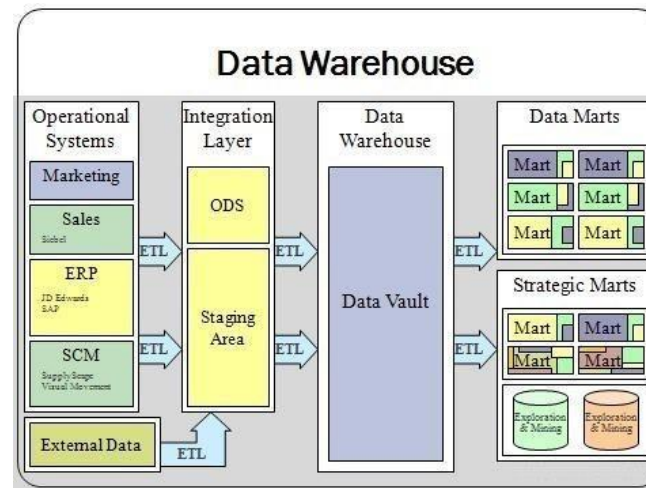 Data Warehouse
Operational
Systems
Marketing
Sales
Siebel
ERP
JD Edwards
SAP
SCM
SupplyScape
Visual Movement
External Data
ETL
ETL
ETL
Integration
Layer
ODS
Staging
Area
ETL
ETL
Data
Warehouse
Data Vault
ETL
ETL
Data Marts
Mart
Mart
Mart
Mart
Mart
Mart
Strategic Marts
Mart
Mart
Mart
Mart
Exploration
& Mining
Exploration
& Mining